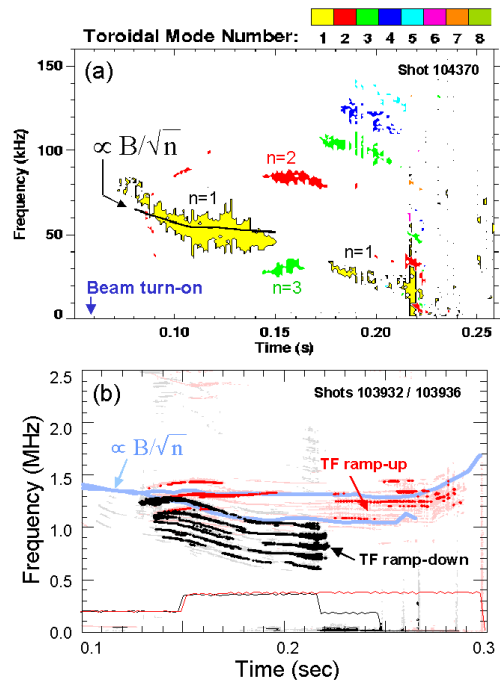 Toroidal Mode Number: 1 2 3 4 5 6 7 8
(a) Shot 104370
Frequency (kHz)
150
100
50
0
∝ B/√n
n=1
n=2
n=3
n=1
Beam turn-on
0.10 0.15 0.20 0.25
Time (s)
(b) Shots 103932 / 103936
Frequency (MHz)
2.5
2.0
1.5
1.0
0.5
0.0
∝ B/√n
TF ramp-up
TF ramp-down
0.1 0.2 0.3
Time (sec)